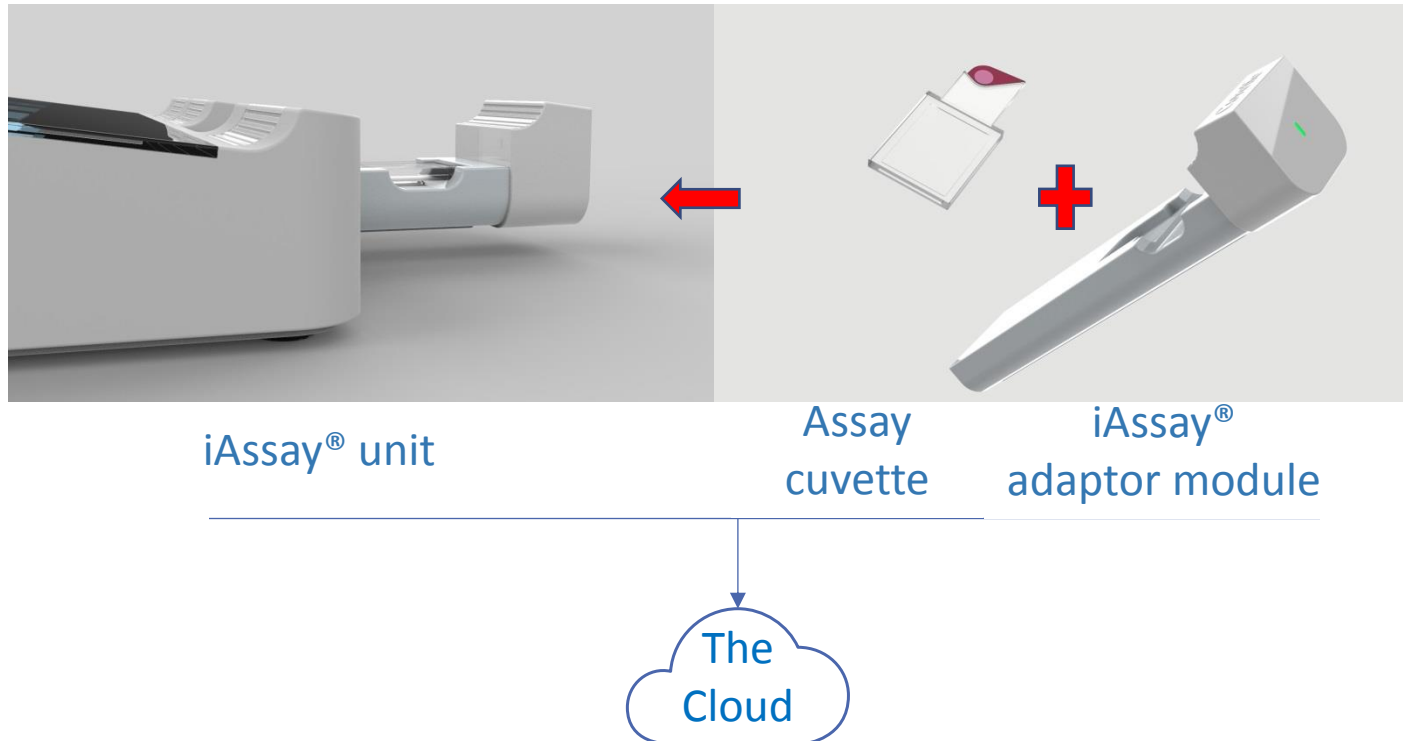 iAssay® unit
Assay
cuvette
iAssay®
adaptor module
The
Cloud